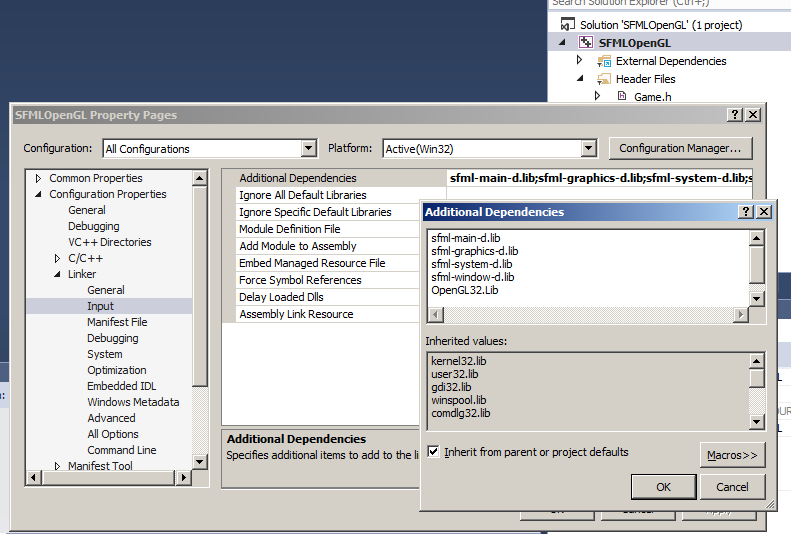 Search Solution Explorer (Ctrl+;)
Solution 'SFMLOpenGL' (1 project)
SFMLOpenGL
External Dependencies
Header Files
Game.h
SFMLOpenGL Property Pages
Configuration:
All Configurations
Platform:
Active(Win32)
Configuration Manager...
Common Properties
Configuration Properties
General
Debugging
VC++ Directories
C/C++
Linker
General
Input
Manifest File
Debugging
System
Optimization
Embedded IDL
Windows Metadata
Advanced
All Options
Command Line
Manifest Tool
Additional Dependencies
sfml-main-d.lib;sfml-graphics-d.lib;sfml-system-d.lib;s
Ignore All Default Libraries
Ignore Specific Default Libraries
Module Definition File
Add Module to Assembly
Embed Managed Resource File
Force Symbol References
Delay Loaded Dlls
Assembly Link Resource
Additional Dependencies
Specifies additional items to add to the li
Additional Dependencies
sfml-main-d.lib
sfml-graphics-d.lib
sfml-system-d.lib
sfml-window-d.lib
OpenGL32.Lib
Inherited values:
kernel32.lib
user32.lib
gdi32.lib
winspool.lib
comdlg32.lib
Inherit from parent or project defaults
Macros>>
OK
Cancel